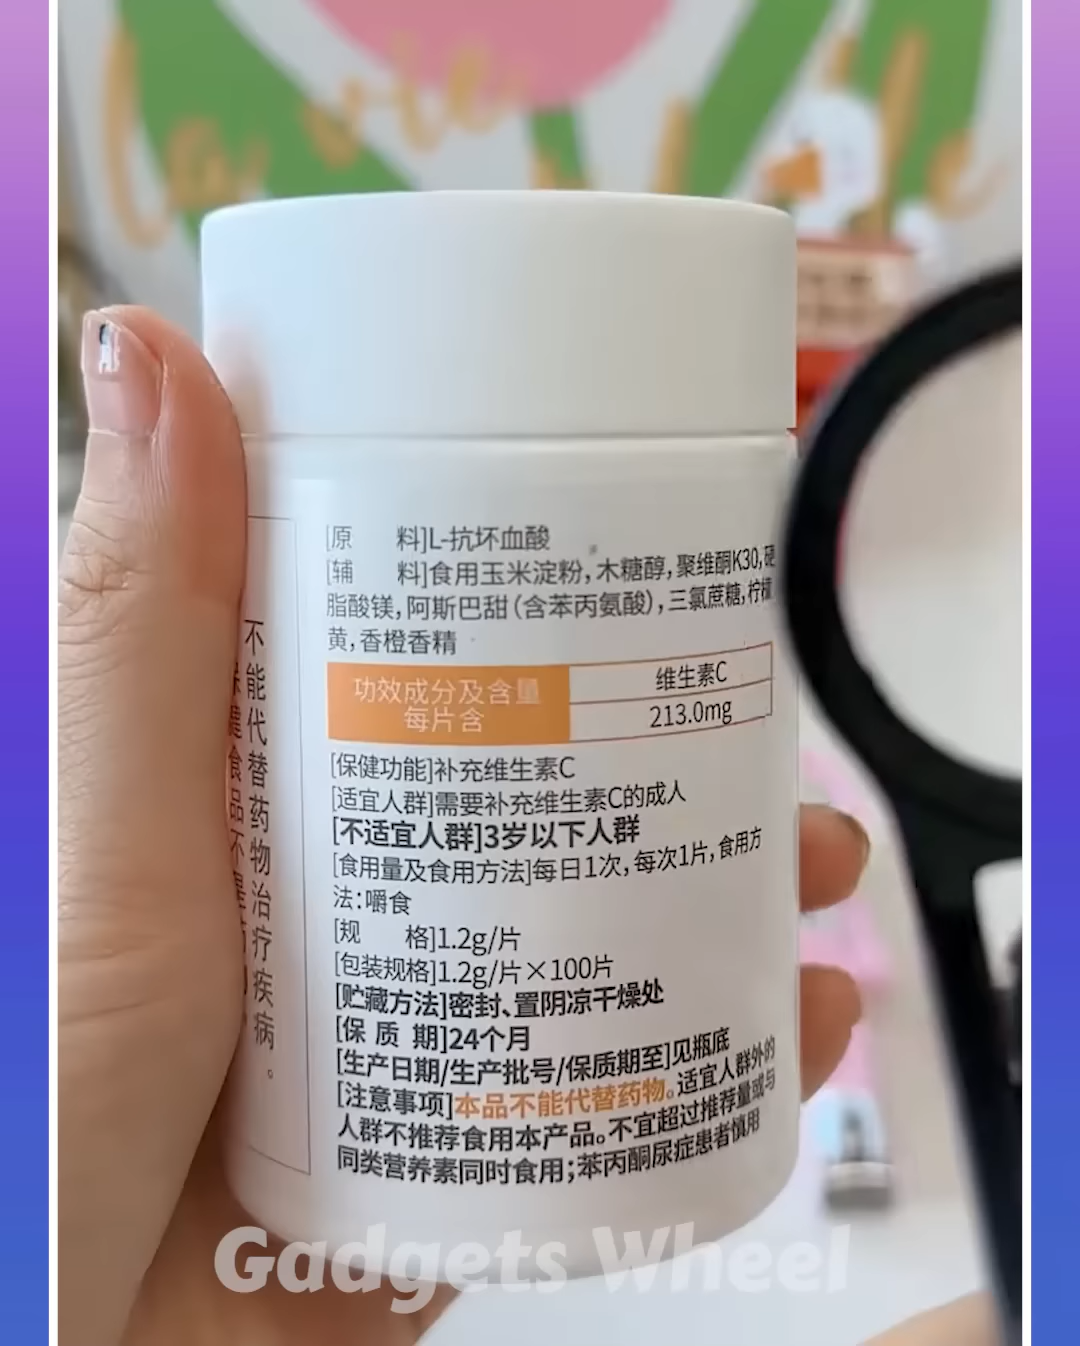 la vie
[原 料]L-抗坏血酸
[辅 料]食用玉米淀粉,木糖醇,聚维酮K30,硬
脂酸镁,阿斯巴甜(含苯丙氨酸),三氯蔗糖,柠檬
黄,香橙香精
功效成分及含量
每片含
维生素C
213.0mg
[保健功能]补充维生素C
[适宜人群]需要补充维生素C的成人
[不适宜人群]3岁以下人群
[食用量及食用方法]每日1次,每次1片,食用方
法:嚼食
[规 格]1.2g/片
[包装规格]1.2g/片×100片
[贮藏方法]密封、置阴凉干燥处
[保 质 期]24个月
[生产日期/生产批号/保质期至]见瓶底
[注意事项]本品不能代替药物。适宜人群外的
人群不推荐食用本产品。不宜超过推荐量或与
同类营养素同时食用;苯丙酮尿症患者慎用
食品不是
不能代替药物治疗疾病。
Gadgets Wheel